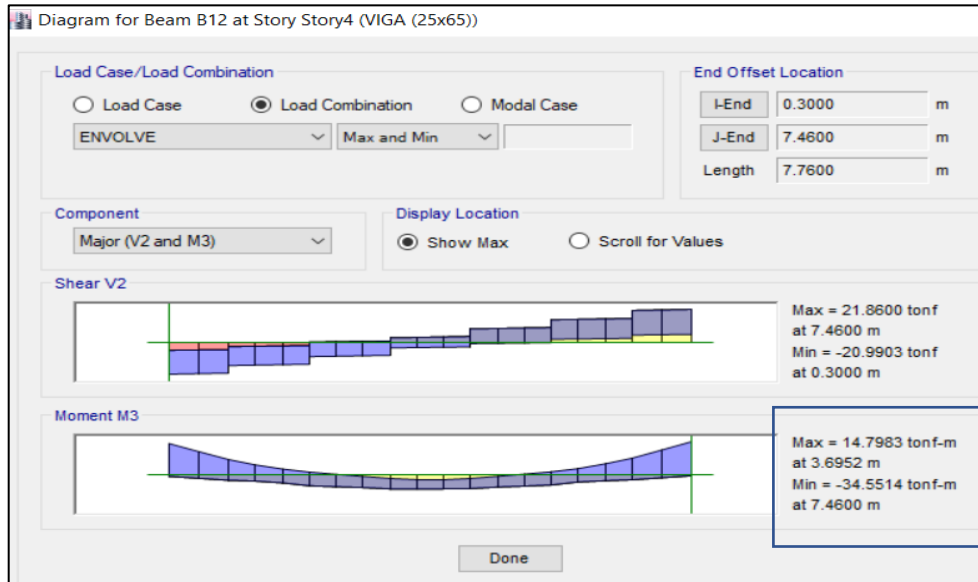 Diagram for Beam B12 at Story Story4 (VIGA (25x65))
Load Case/Load Combination
Load Case
Load Combination
Modal Case
ENVOLVE
Max and Min
End Offset Location
I-End
0.3000
m
J-End
7.4600
m
Length
7.7600
m
Component
Major (V2 and M3)
Display Location
Show Max
Scroll for Values
Shear V2
Max = 21.8600 tonf
at 7.4600 m
Min = -20.9903 tonf
at 0.3000 m
Moment M3
Max = 14.7983 tonf-m
at 3.6952 m
Min = -34.5514 tonf-m
at 7.4600 m
Done